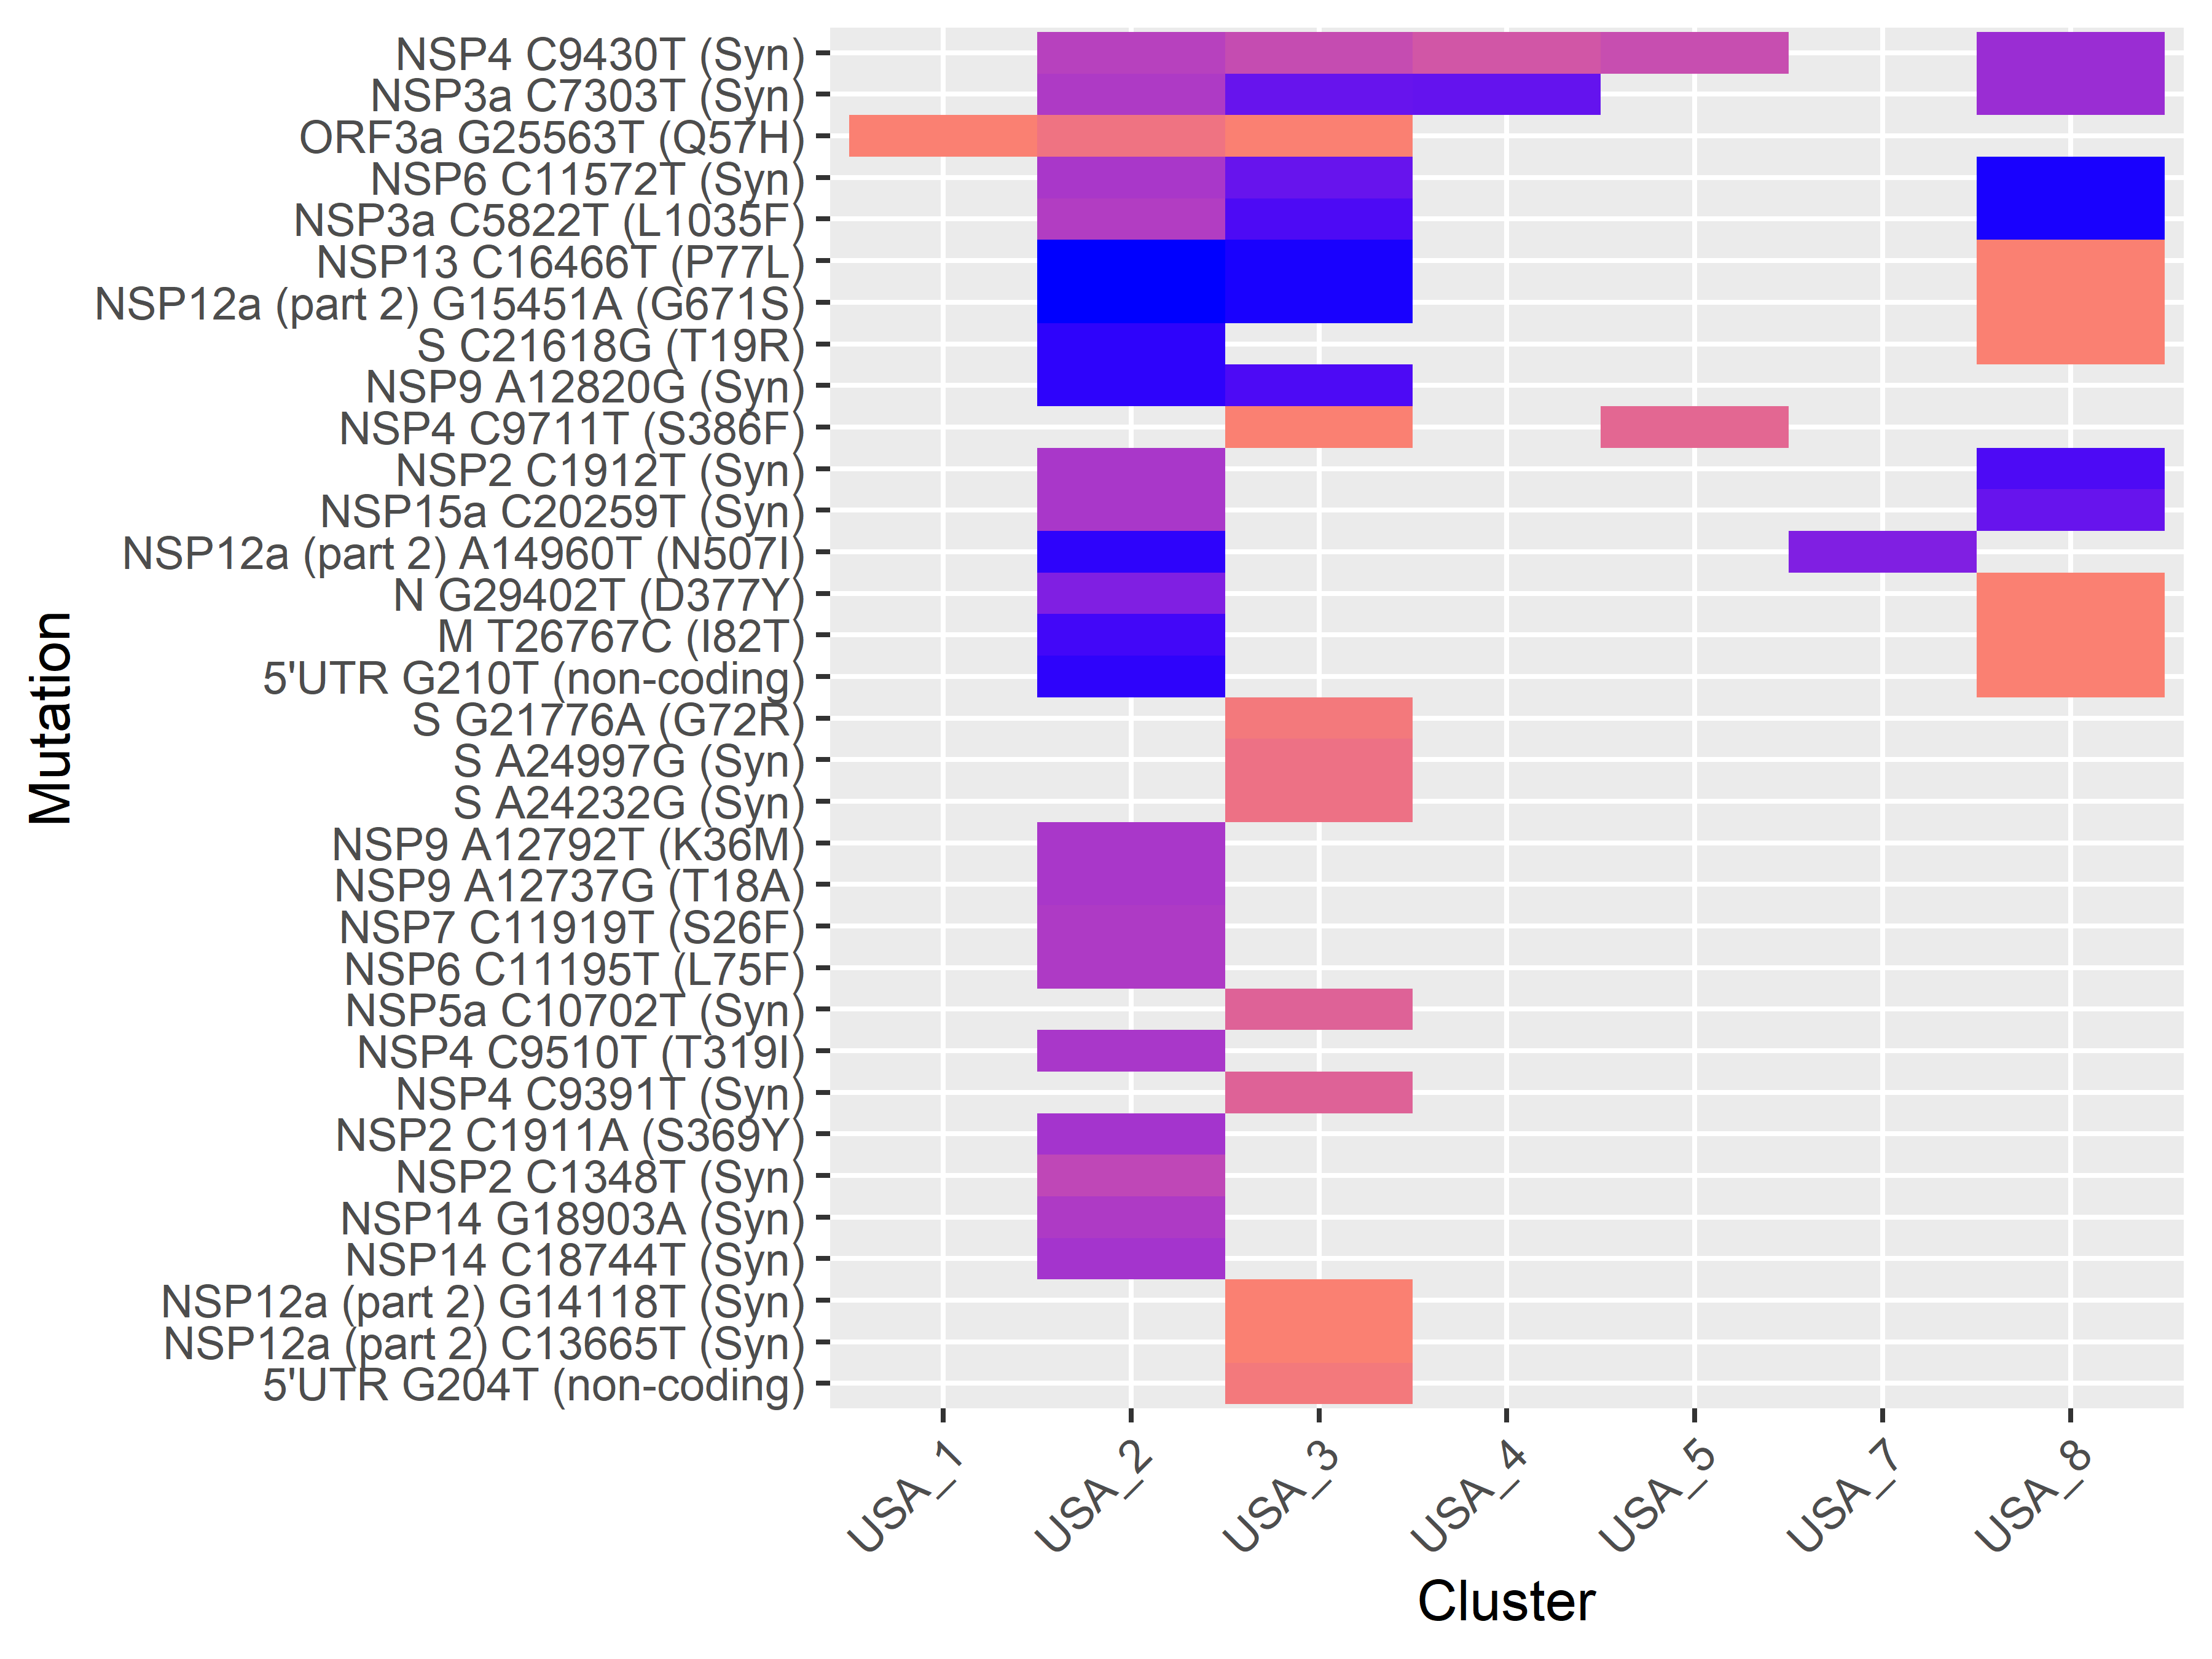 NSP4 C9430T (Syn)
NSP3a C7303T (Syn)
ORF3a G25563T (Q57H)
NSP6 C11572T (Syn)
NSP3a C5822T (L1035F)
NSP13 C16466T (P77L)
NSP12a (part 2) G15451A (G671S)
S C21618G (T19R)
NSP9 A12820G (Syn)
NSP4 C9711T (S386F)
NSP2 C1912T (Syn)
NSP15a C20259T (Syn)
NSP12a (part 2) A14960T (N507I)
N G29402T (D377Y)
M T26767C (I82T)
5'UTR G210T (non-coding)
S G21776A (G72R)
S A24997G (Syn)
S A24232G (Syn)
NSP9 A12792T (K36M)
NSP9 A12737G (T18A)
NSP7 C11919T (S26F)
NSP6 C11195T (L75F)
NSP5a C10702T (Syn)
NSP4 C9510T (T319I)
NSP4 C9391T (Syn)
NSP2 C1911A (S369Y)
NSP2 C1348T (Syn)
NSP14 G18903A (Syn)
NSP14 C18744T (Syn)
NSP12a (part 2) G14118T (Syn)
NSP12a (part 2) C13665T (Syn)
5'UTR G204T (non-coding)
Mutation
USA_1
USA_2
USA_3
USA_4
USA_5
USA_7
USA_8
Cluster